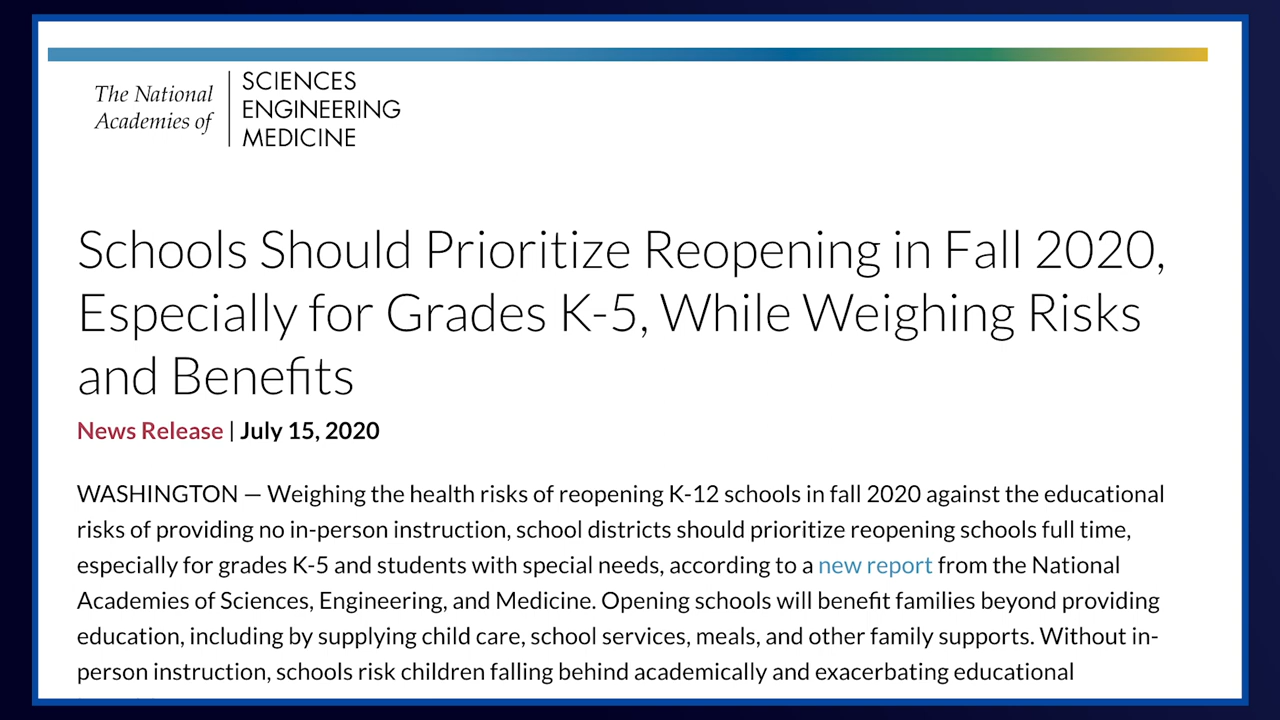 The National
Academies of
SCIENCES
ENGINEERING
MEDICINE
Schools Should Prioritize Reopening in Fall 2020,
Especially for Grades K-5, While Weighing Risks
and Benefits
News Release | July 15, 2020
WASHINGTON — Weighing the health risks of reopening K-12 schools in fall 2020 against the educational
risks of providing no in-person instruction, school districts should prioritize reopening schools full time,
especially for grades K-5 and students with special needs, according to a new report from the National
Academies of Sciences, Engineering, and Medicine. Opening schools will benefit families beyond providing
education, including by supplying child care, school services, meals, and other family supports. Without in-
person instruction, schools risk children falling behind academically and exacerbating educational